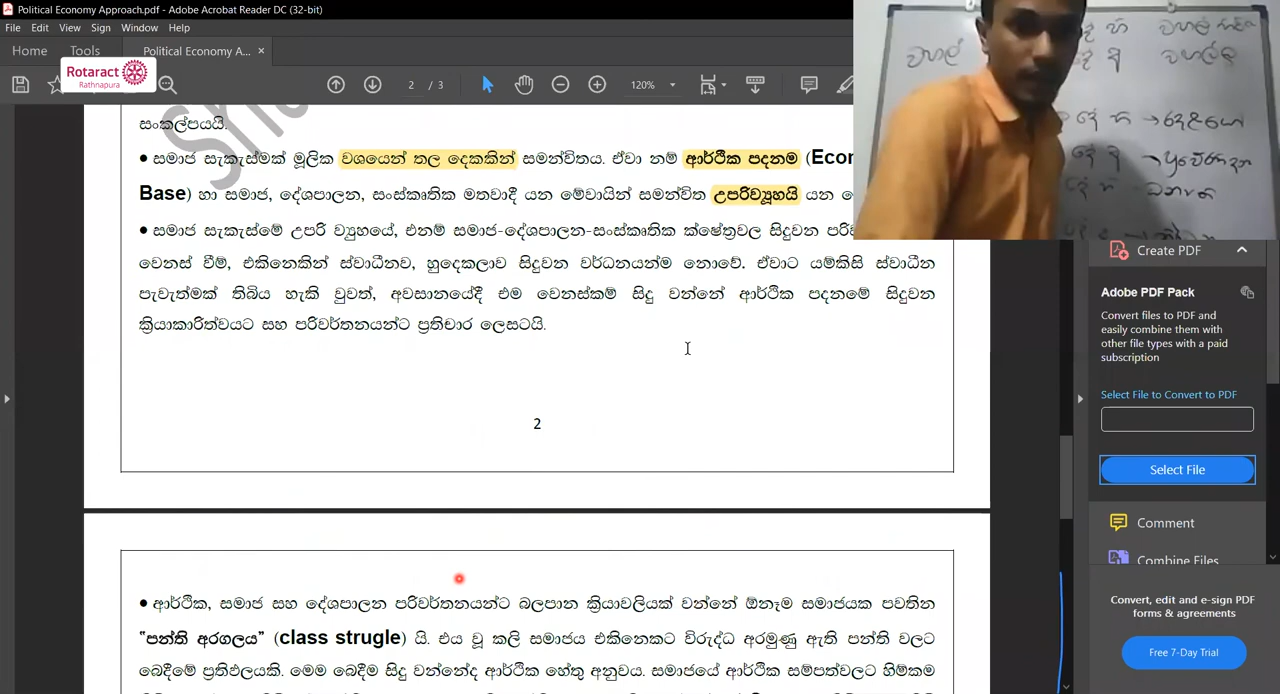 Political Economy Approach.pdf - Adobe Acrobat Reader DC (32-bit)
File Edit View Sign Window Help
Home Tools Political Economy A... ×
Rotaract
Rathnapura
2 / 3 120%
සංකල්පයයි.
• සමාජ සැකැස්මක් මූලික වශයෙන් තල දෙකකින් සමන්විතය. ඒවා නම් ආර්ථික පදනම (Econ
Base) හා සමාජ, දේශපාලන, සංස්කෘතික මතවාදී යන මේවායින් සමන්විත උපරිව්‍යූහයි යන
• සමාජ සැකැස්මේ උපරි ව්‍යුහයේ, එනම් සමාජ-දේශපාලන-සංස්කෘතික ක්ෂේත්‍රවල සිදුවන
වෙනස් වීම්, එකිනෙකින් ස්වාධීනව, හුදෙකලාව සිදුවන වර්ධනයන්ම නොවේ. ඒවාට යම්කිසි ස්වාධීන
පැවැත්මක් තිබිය හැකි වුවත්, අවසානයේදී එම වෙනස්කම් සිදු වන්නේ ආර්ථික පදනමේ සිදුවන
ක්‍රියාකාරිත්වයට සහ පරිවර්තනයන්ට ප්‍රතිචාර ලෙසටයි.
2
• ආර්ථික, සමාජ සහ දේශපාලන පරිවර්තනයන්ට බලපාන ක්‍රියාවලියක් වන්නේ ඕනෑම සමාජයක පවතින
"පන්ති අරගලය" (class strugle) යි. එය වූ කලි සමාජය එකිනෙකට විරුද්ධ අරමුණු ඇති පන්ති වලට
බෙදීමේ ප්‍රතිඵලයකි. මෙම බෙදීම සිදු වන්නේද ආර්ථික හේතු අනුවය. සමාජයේ ආර්ථික සම්පත්වලට හිම්කම
වහල්
Create PDF
Adobe PDF Pack
Convert files to PDF and
easily combine them with
other file types with a paid
subscription
Select File to Convert to PDF
Select File
Comment
Combine Files
Convert, edit and e-sign PDF
forms & agreements
Free 7-Day Trial